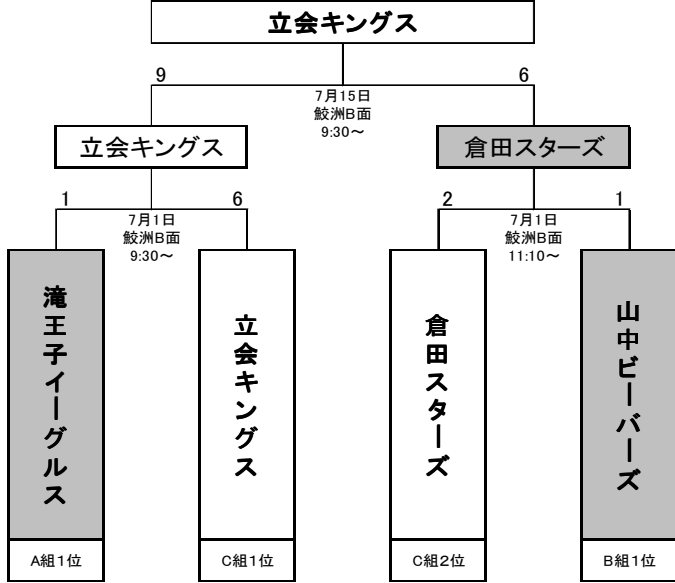 立会キングス
9 6
7月15日
鮫洲B面
9:30～
立会キングス 倉田スターズ
1 6 2 1
7月1日 7月1日
鮫洲B面 鮫洲B面
9:30～ 11:10～
滝王子イーグルス
立会キングス
倉田スターズ
山中ビーバーズ
A組1位 C組1位 C組2位 B組1位